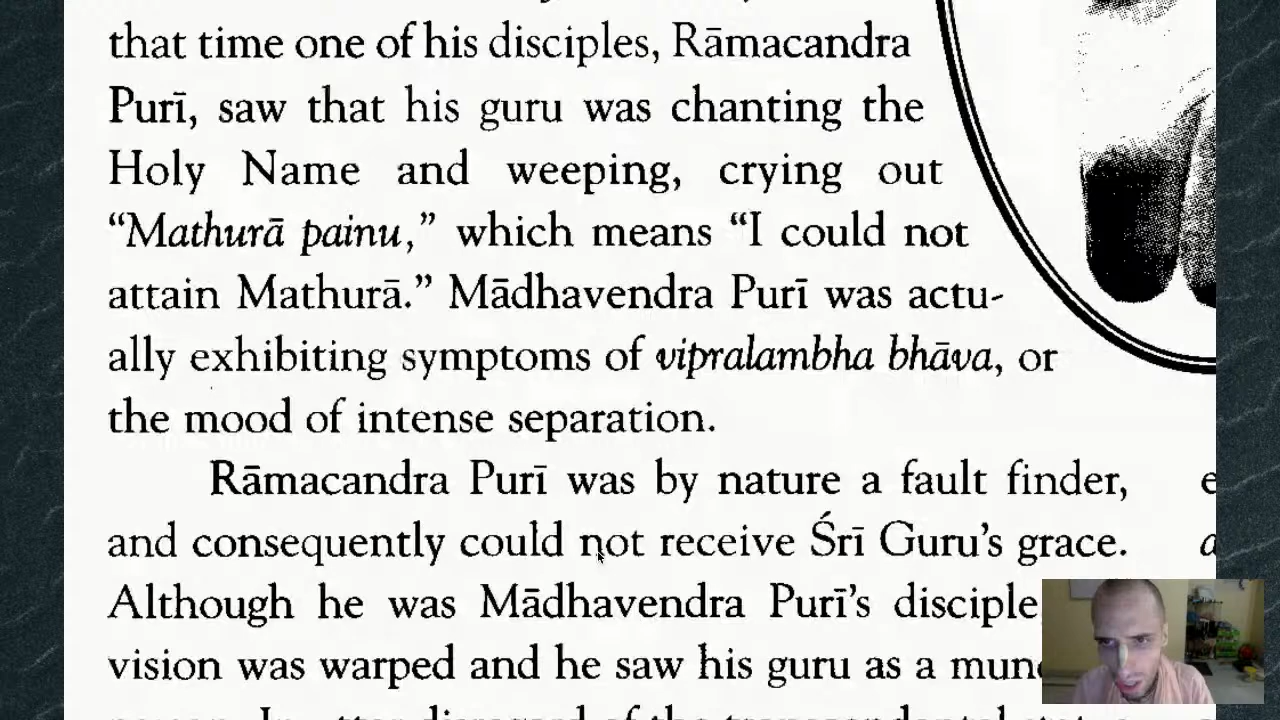 that time one of his disciples, Rāmacandra
Purī, saw that his guru was chanting the
Holy Name and weeping, crying out
“Mathurā painu,” which means “I could not
attain Mathurā.” Mādhavendra Purī was actu-
ally exhibiting symptoms of vipralambha bhāva, or
the mood of intense separation.
Rāmacandra Purī was by nature a fault finder,
and consequently could not receive Śrī Guru’s grace.
Although he was Mādhavendra Purī’s disciple
vision was warped and he saw his guru as a